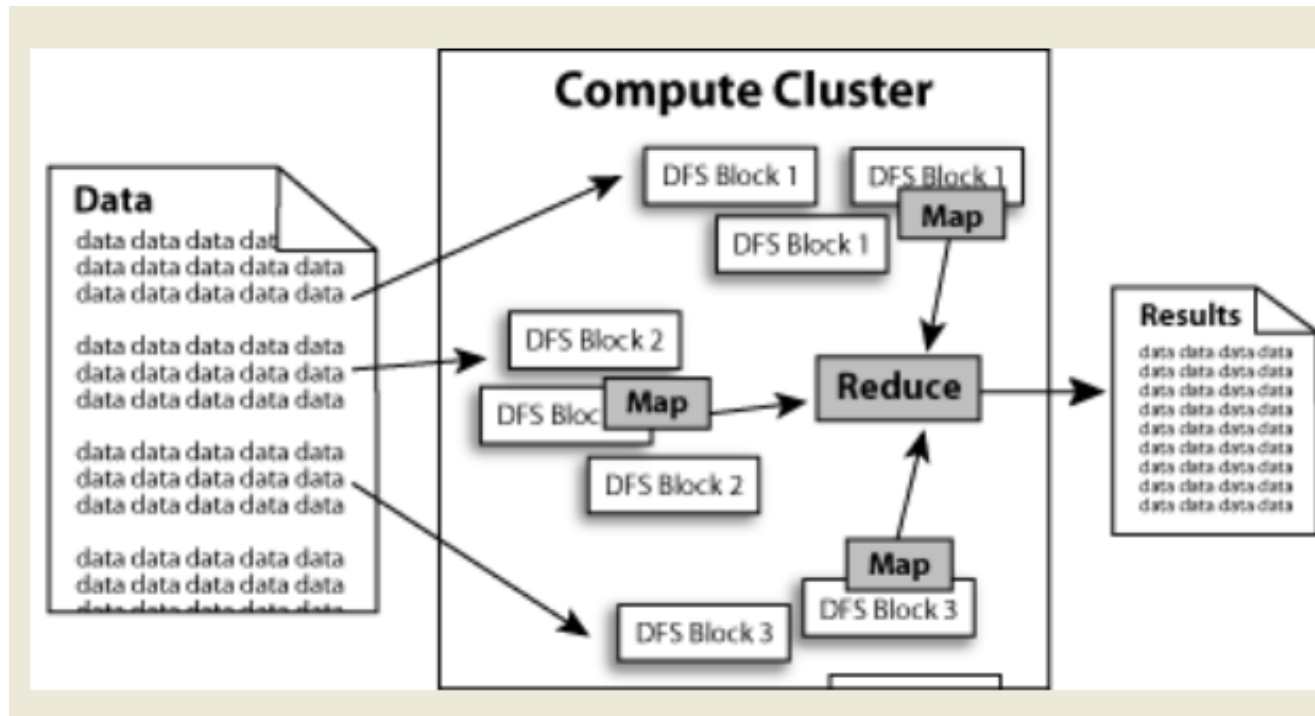 Compute Cluster
Data
data data data dat
data data data data data
data data data data data
data data data data data
data data data data data
data data data data data
data data data data data
data data data data data
data data data data data
data data data data data
data data data data data
DFS Block 1
DFS Block 1
Map
DFS Block 1
DFS Block 2
DFS Bloc
Map
DFS Block 2
Reduce
Map
DFS Block 3
DFS Block 3
Results
data data data data
data data data data
data data data data
data data data data
data data data data
data data data data
data data data data
data data data data
data data data data